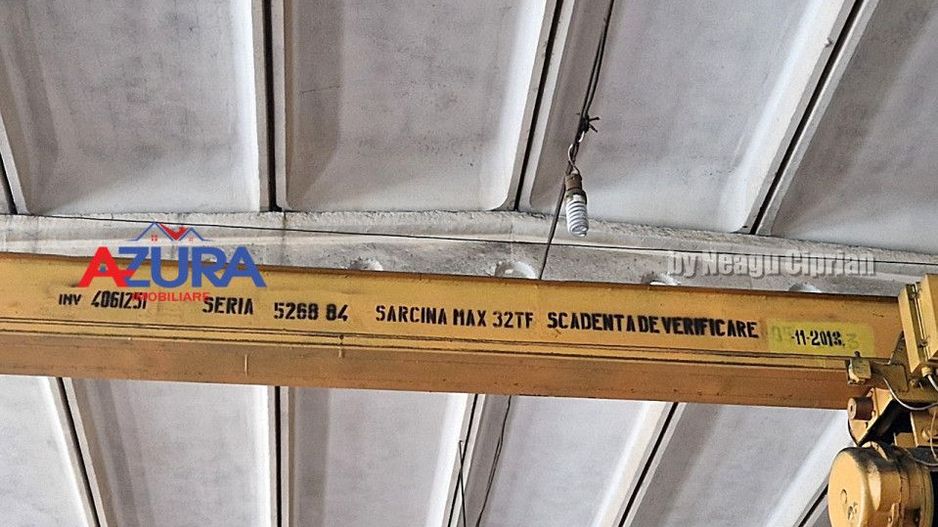 AZURA
IMOBILIARE
by Neagu Ciprian
INV 4061251 SERIA 5268 84 SARCINA MAX 32TF SCADENTA DE VERIFICARE -11-2013